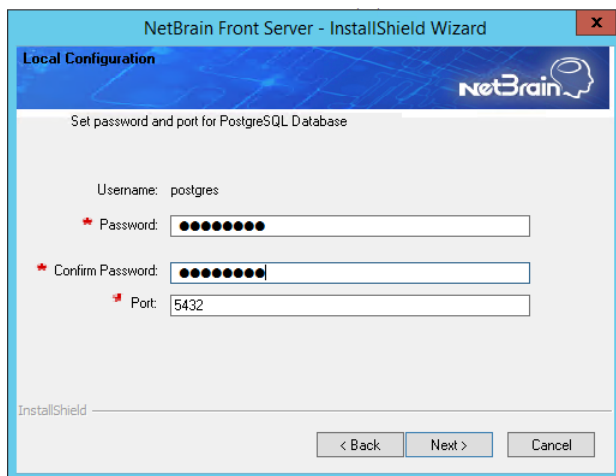 NetBrain Front Server - InstallShield Wizard
x
Local Configuration
NetBrain
Set password and port for PostgreSQL Database
Username: postgres
* Password: ●●●●●●●●
* Confirm Password: ●●●●●●●●
* Port: 5432
InstallShield
< Back Next > Cancel